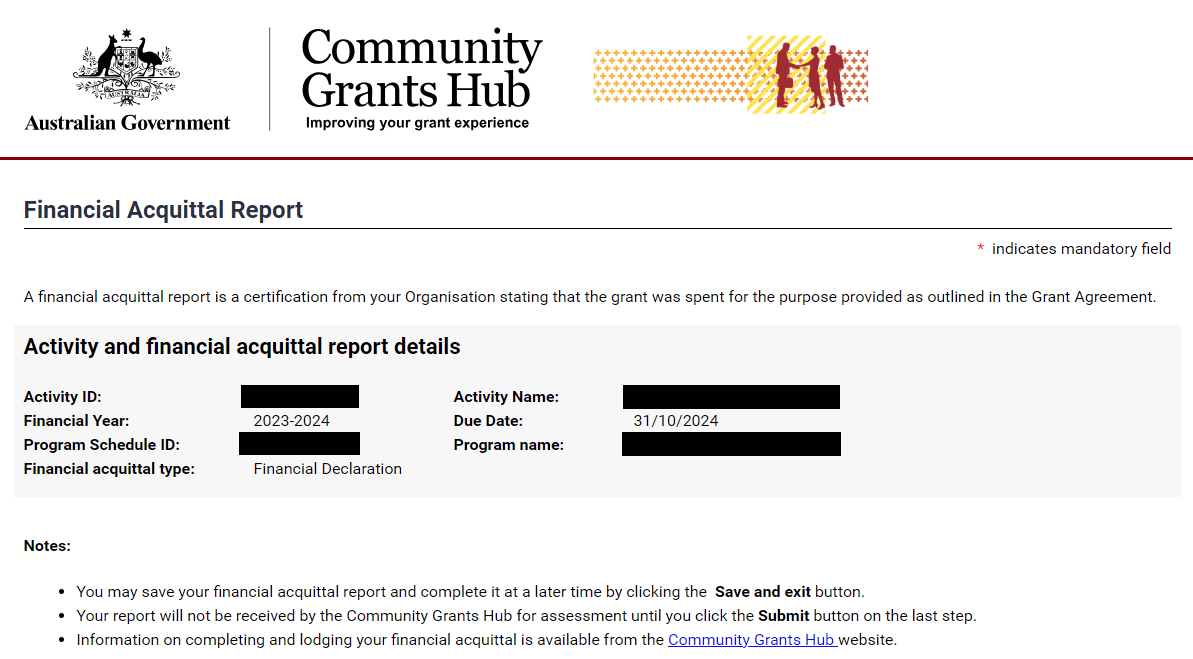 Community
Grants Hub
Improving your grant experience
AUSTRALIA
Australian Government
Financial Acquittal Report
* indicates mandatory field
A financial acquittal report is a certification from your Organisation stating that the grant was spent for the purpose provided as outlined in the Grant Agreement.
Activity and financial acquittal report details
Activity ID: Activity Name:
Financial Year: 2023-2024 Due Date: 31/10/2024
Program Schedule ID: Program name:
Financial acquittal type: Financial Declaration
Notes:
• You may save your financial acquittal report and complete it at a later time by clicking the Save and exit button.
• Your report will not be received by the Community Grants Hub for assessment until you click the Submit button on the last step.
• Information on completing and lodging your financial acquittal is available from the Community Grants Hub website.